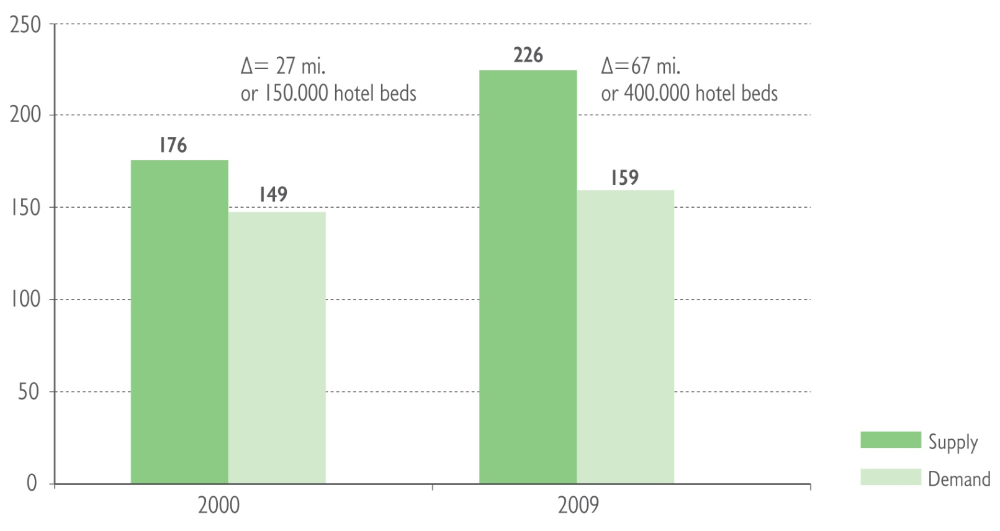 250
200
150
100
50
0
Δ= 27 mi.
or 150.000 hotel beds
176
149
226
Δ=67 mi.
or 400.000 hotel beds
159
2000
2009
Supply
Demand